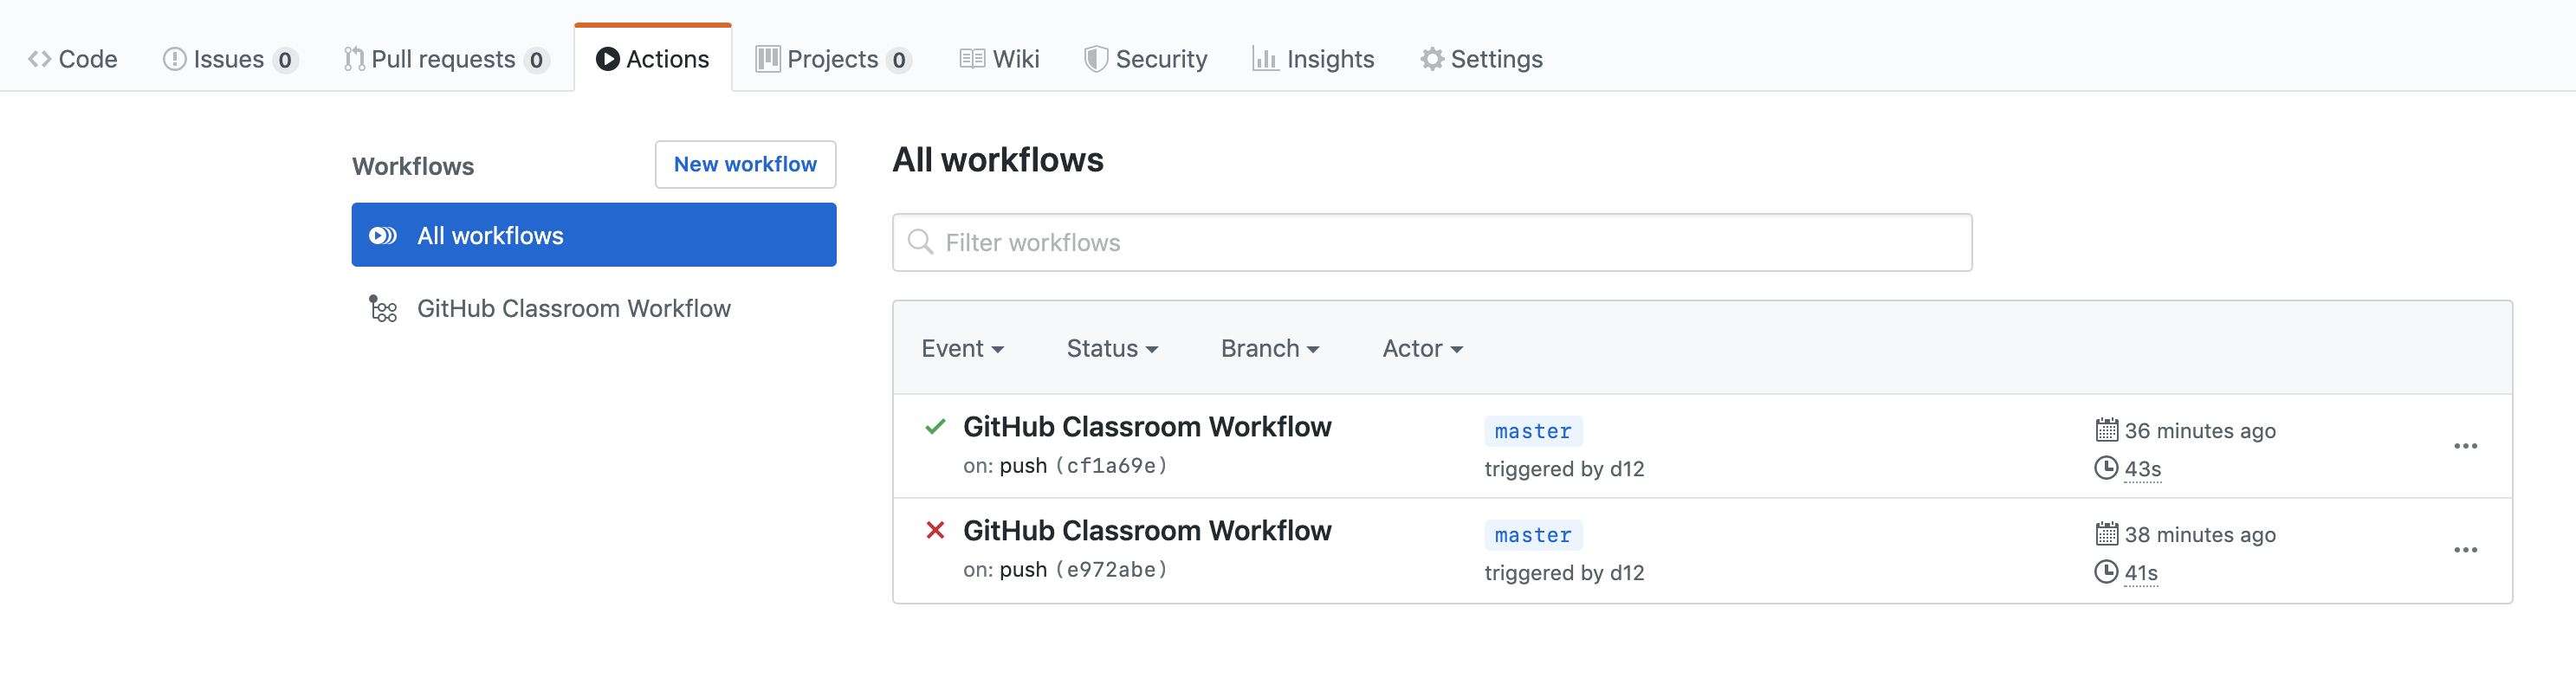 Code Issues 0 Pull requests 0 Actions Projects 0 Wiki Security Insights Settings
Workflows
New workflow
All workflows
GitHub Classroom Workflow
All workflows
Filter workflows
Event Status Branch Actor
GitHub Classroom Workflow
on: push (cf1a69e)
master
triggered by d12
36 minutes ago
43s
GitHub Classroom Workflow
on: push (e972abe)
master
triggered by d12
38 minutes ago
41s